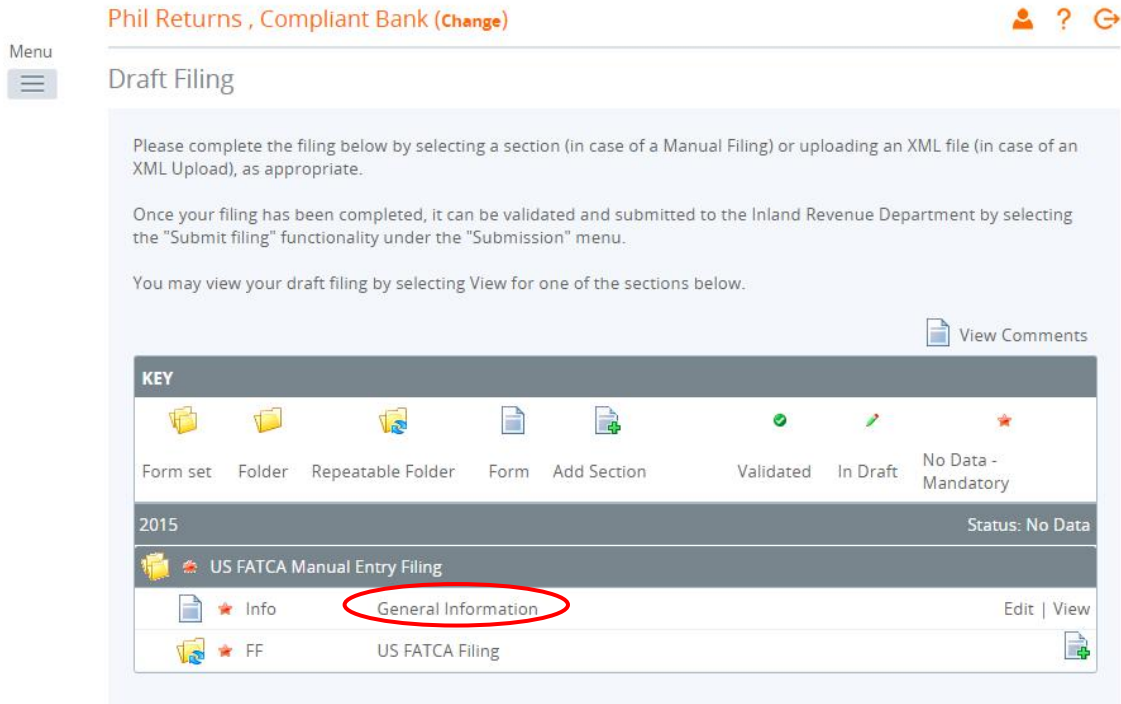 Phil Returns , Compliant Bank (Change)
?
Menu
Draft Filing
Please complete the filing below by selecting a section (in case of a Manual Filing) or uploading an XML file (in case of an
XML Upload), as appropriate.
Once your filing has been completed, it can be validated and submitted to the Inland Revenue Department by selecting
the "Submit filing" functionality under the "Submission" menu.
You may view your draft filing by selecting View for one of the sections below.
View Comments
KEY
Form set Folder Repeatable Folder Form Add Section Validated In Draft No Data -
Mandatory
2015 Status: No Data
US FATCA Manual Entry Filing
Info General Information Edit | View
FF US FATCA Filing